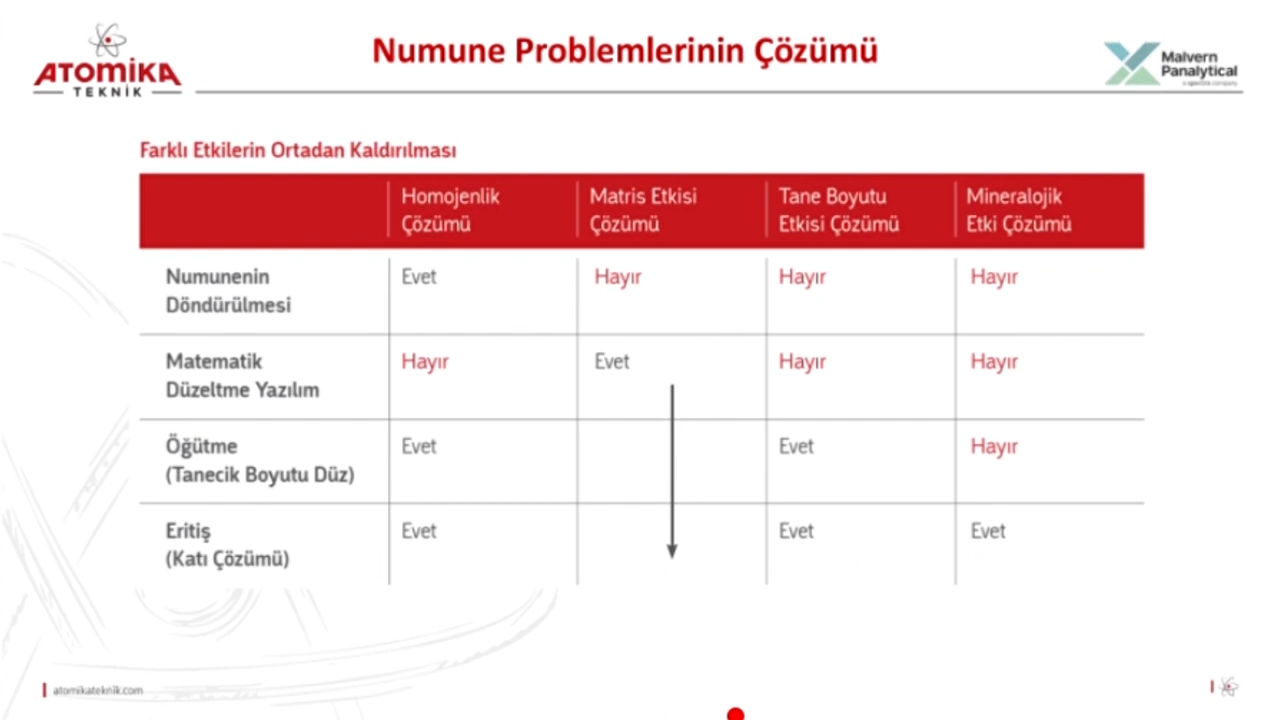 ATOMİKA
TEKNİK
Numune Problemlerinin Çözümü
Malvern
Panalytical
a spectris company
Farklı Etkilerin Ortadan Kaldırılması
Homojenlik
Çözümü
Matris Etkisi
Çözümü
Tane Boyutu
Etkisi Çözümü
Mineralojik
Etki Çözümü
Numunenin
Döndürülmesi
Evet
Hayır
Hayır
Hayır
Matematik
Düzeltme Yazılım
Hayır
Evet
Hayır
Hayır
Öğütme
(Tanecik Boyutu Düz)
Evet
Evet
Hayır
Eritiş
(Katı Çözümü)
Evet
Evet
Evet
atomikateknik.com